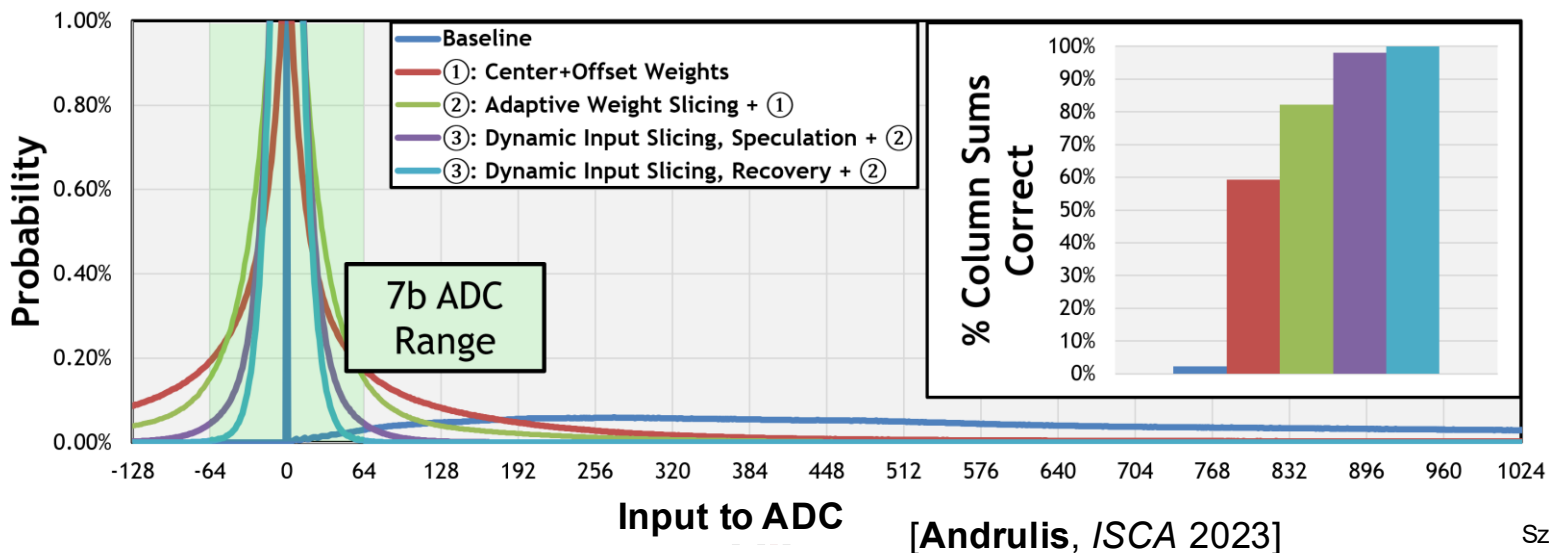 1.00%
0.80%
0.60%
0.40%
0.20%
0.00%
Probability
-128 -64 0 64 128 192 256 320 384 448 512 576 640 704 768 832 896 960 1024
Input to ADC
Baseline
①: Center+Offset Weights
②: Adaptive Weight Slicing + ①
③: Dynamic Input Slicing, Speculation + ②
③: Dynamic Input Slicing, Recovery + ②
7b ADC
Range
% Column Sums
Correct
100%
90%
80%
70%
60%
50%
40%
30%
20%
10%
0%
[Andrulis, ISCA 2023]
Sz